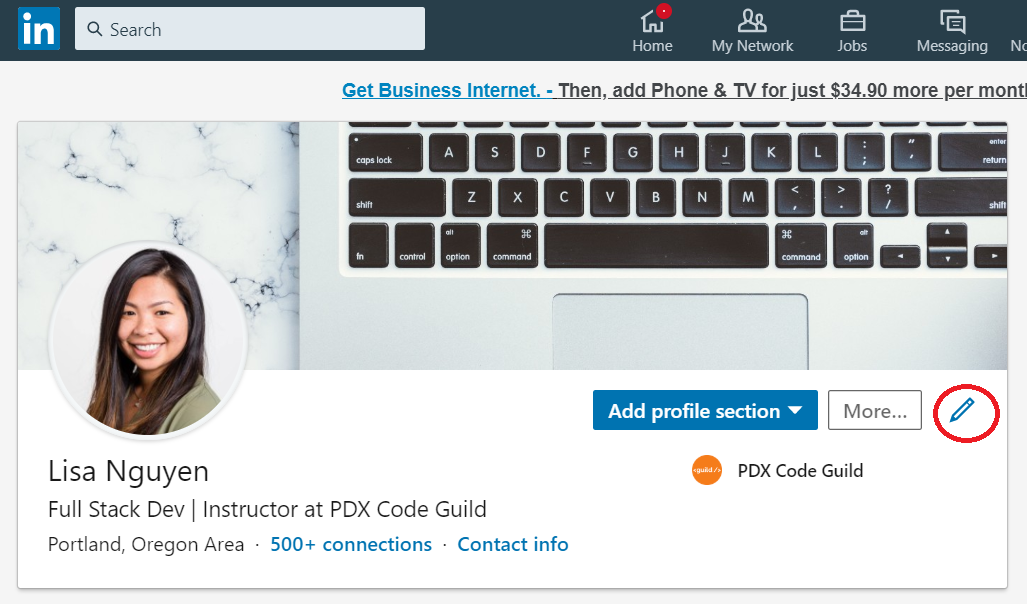 in Search
Home My Network Jobs Messaging No
Get Business Internet. - Then, add Phone & TV for just $34.90 more per month
caps lock A S D F G H J K L : ; " ' enter return
shift Z X C V B N M < , > . ? / shift
fn control alt option ⌘ command ⌘ command alt option
Add profile section More...
Lisa Nguyen <guild /> PDX Code Guild
Full Stack Dev | Instructor at PDX Code Guild
Portland, Oregon Area · 500+ connections · Contact info